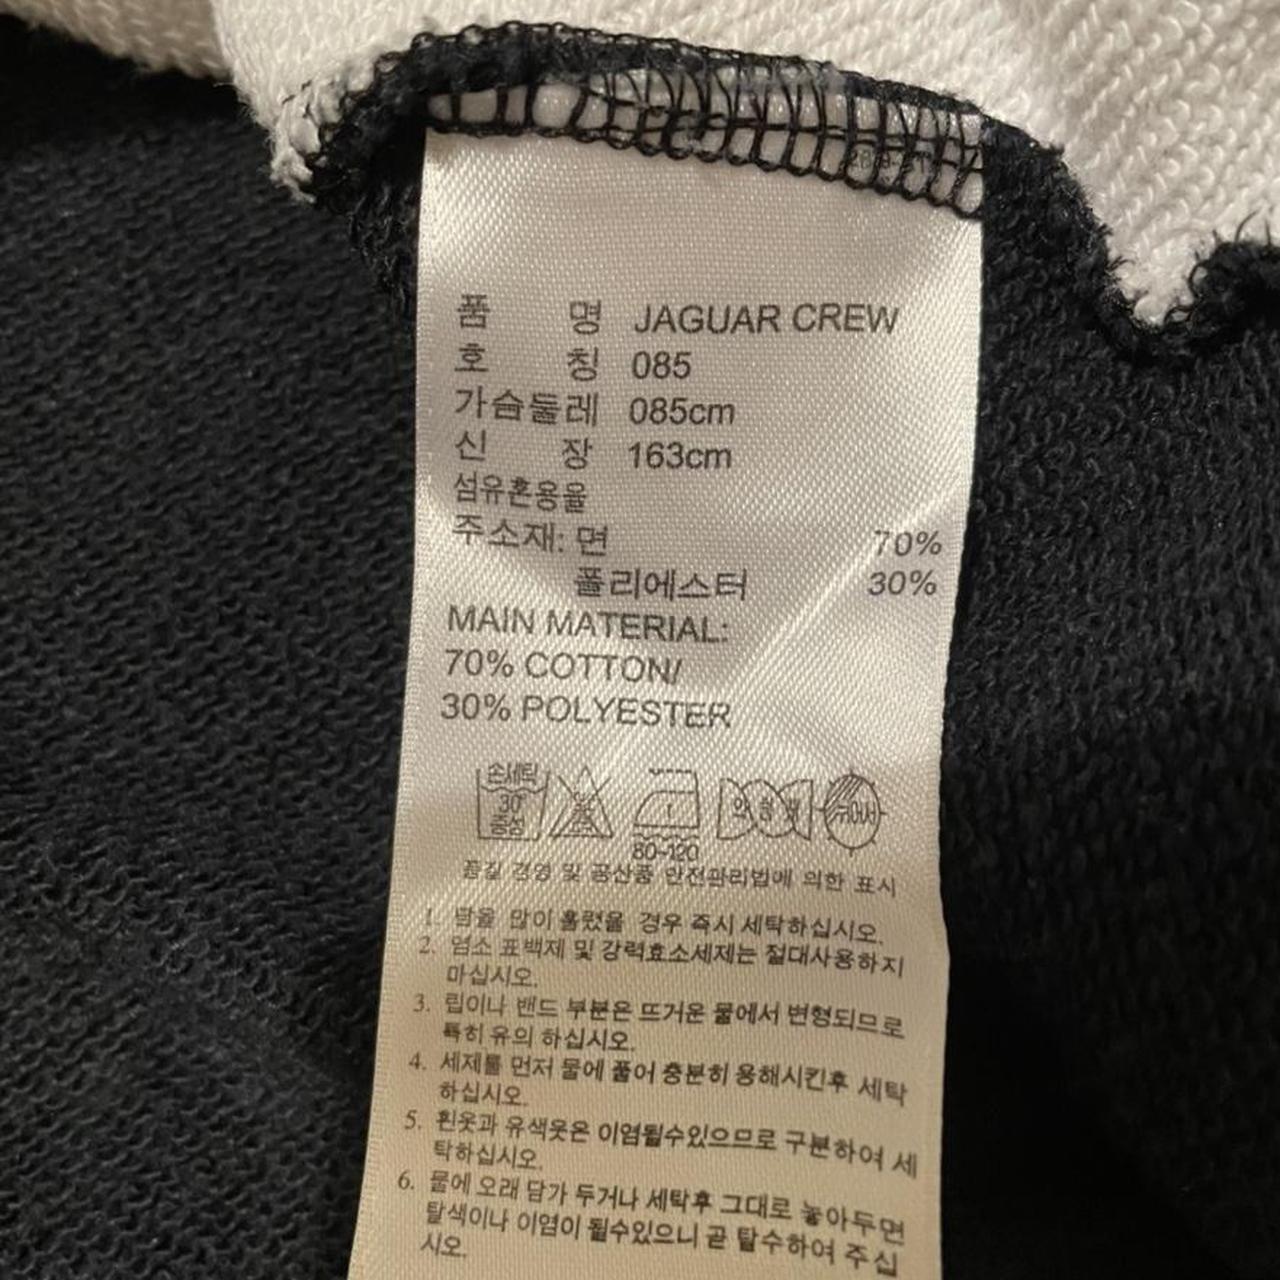 품 명 JAGUAR CREW
호 칭 085
가슴둘레 085cm
신 장 163cm
섬유혼용율
주소재: 면 70%
폴리에스터 30%
MAIN MATERIAL:
70% COTTON/
30% POLYESTER
손세탁
30°
중성
80~120
품질 경영 및 공산품 안전관리법에 의한 표시
1. 땀을 많이 흘렸을 경우 즉시 세탁하십시오.
2. 염소 표백제 및 강력효소세제는 절대사용하지
마십시오.
3. 립이나 밴드 부분은 뜨거운 물에서 변형되므로
특히 유의 하십시오.
4. 세제를 먼저 물에 풀어 충분히 용해시킨후 세탁
하십시오.
5. 흰옷과 유색옷은 이염될수있으므로 구분하여 세
탁하십시오.
6. 물에 오래 담가 두거나 세탁후 그대로 놓아두면
탈색이나 이염이 될수있으니 곧 탈수하여 주십
시오.